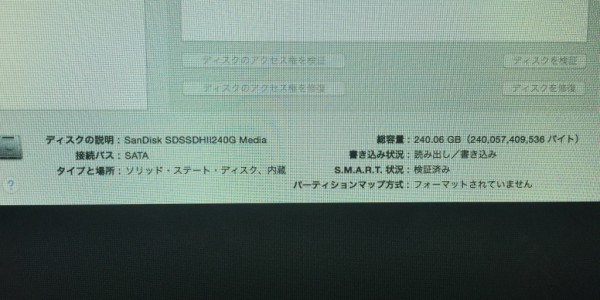 ディスクのアクセス権を検証 ディスクを検証
ディスクのアクセス権を修復 ディスクを修復
ディスクの説明：SanDisk SDSSDHII240G Media
接続バス：SATA
タイプと場所：ソリッド・ステート・ディスク、内蔵
総容量：240.06 GB（240,057,409,536 バイト）
書き込み状況：読み出し／書き込み
S.M.A.R.T. 状況：検証済み
パーティションマップ方式：フォーマットされていません
?